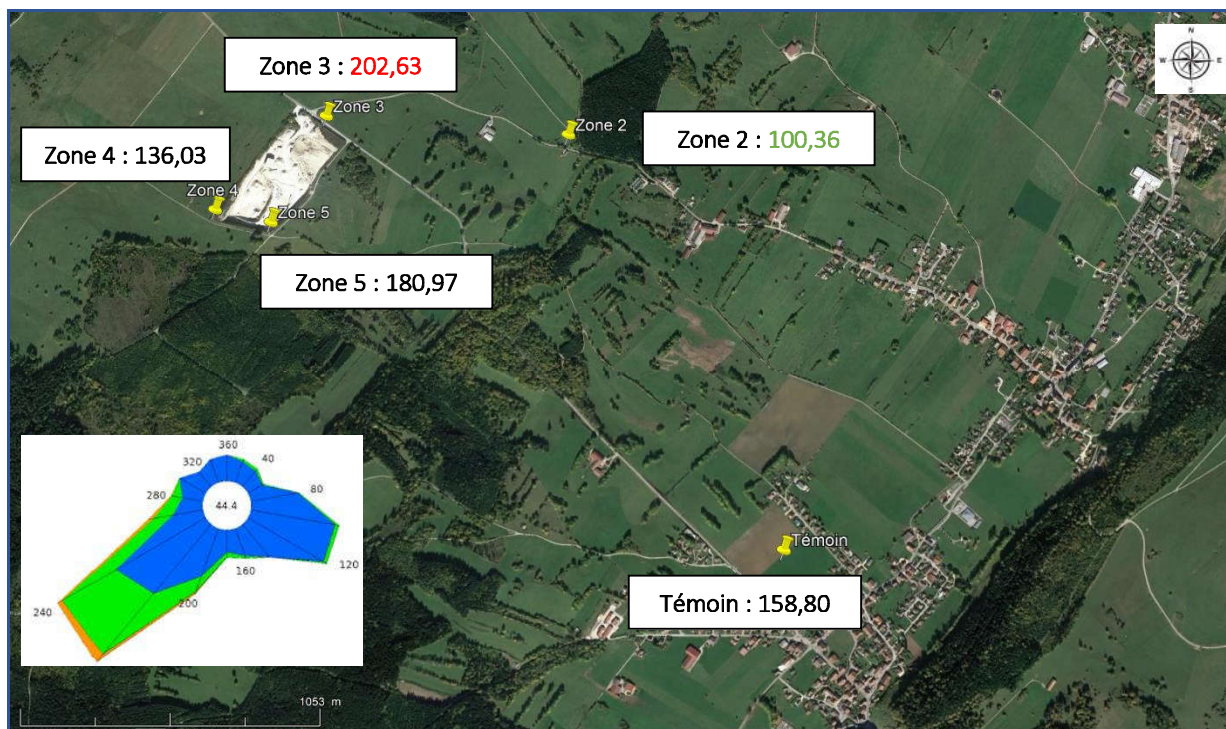 N
W
E
S
Zone 3 : 202,63
Zone 3
Zone 2
Zone 2 : 100,36
Zone 4 : 136,03
Zone 4
Zone 5
Zone 5 : 180,97
360
320
40
280
80
44.4
120
160
200
240
Témoin
Témoin : 158,80
1053 m